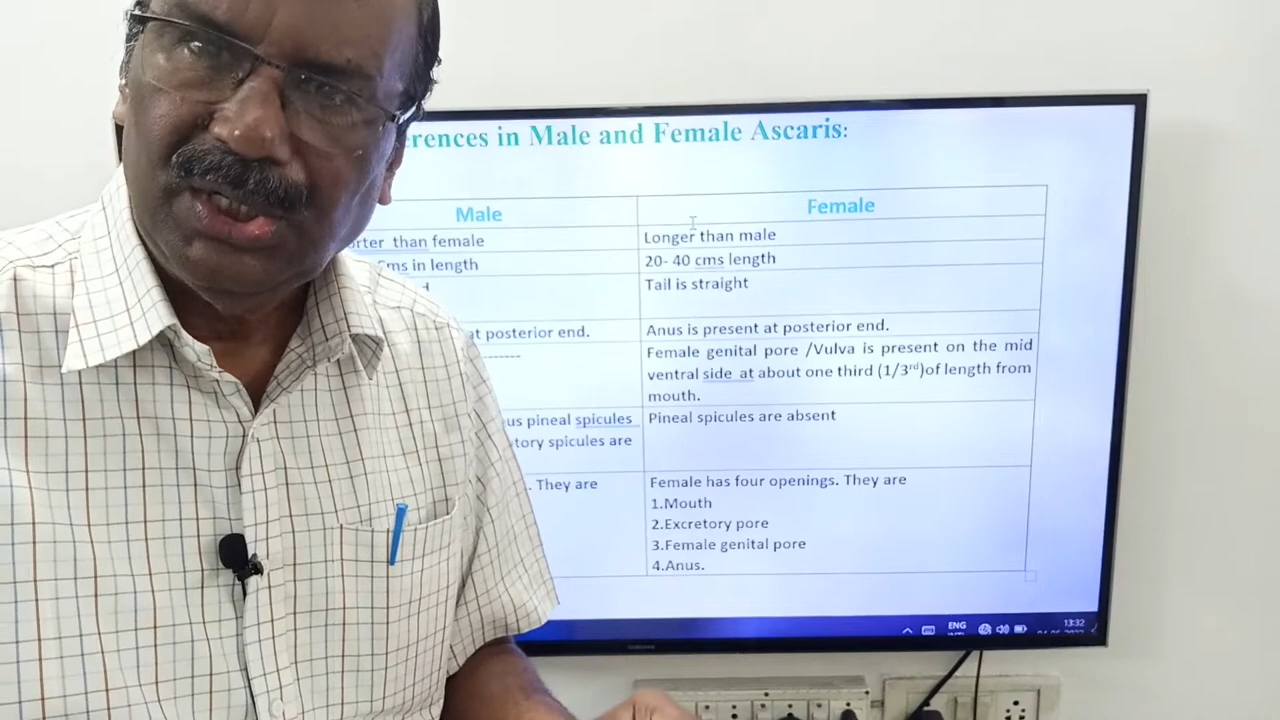 erences in Male and Female Ascaris:
Male
Female
orter than female
Longer than male
Cms in length
20- 40 cms length
d
Tail is straight
at posterior end.
Anus is present at posterior end.
--------
Female genital pore /Vulva is present on the mid
ventral side at about one third (1/3rd)of length from
mouth.
us pineal spicules
Pineal spicules are absent
tory spicules are
. They are
Female has four openings. They are
1.Mouth
2.Excretory pore
3.Female genital pore
4.Anus.
ENG
13:32
SAMSUNG